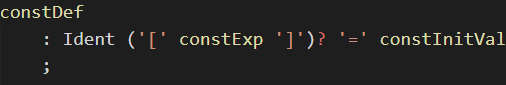 constDef
: Ident ('[' constExp ']')? '=' constInitVal
;